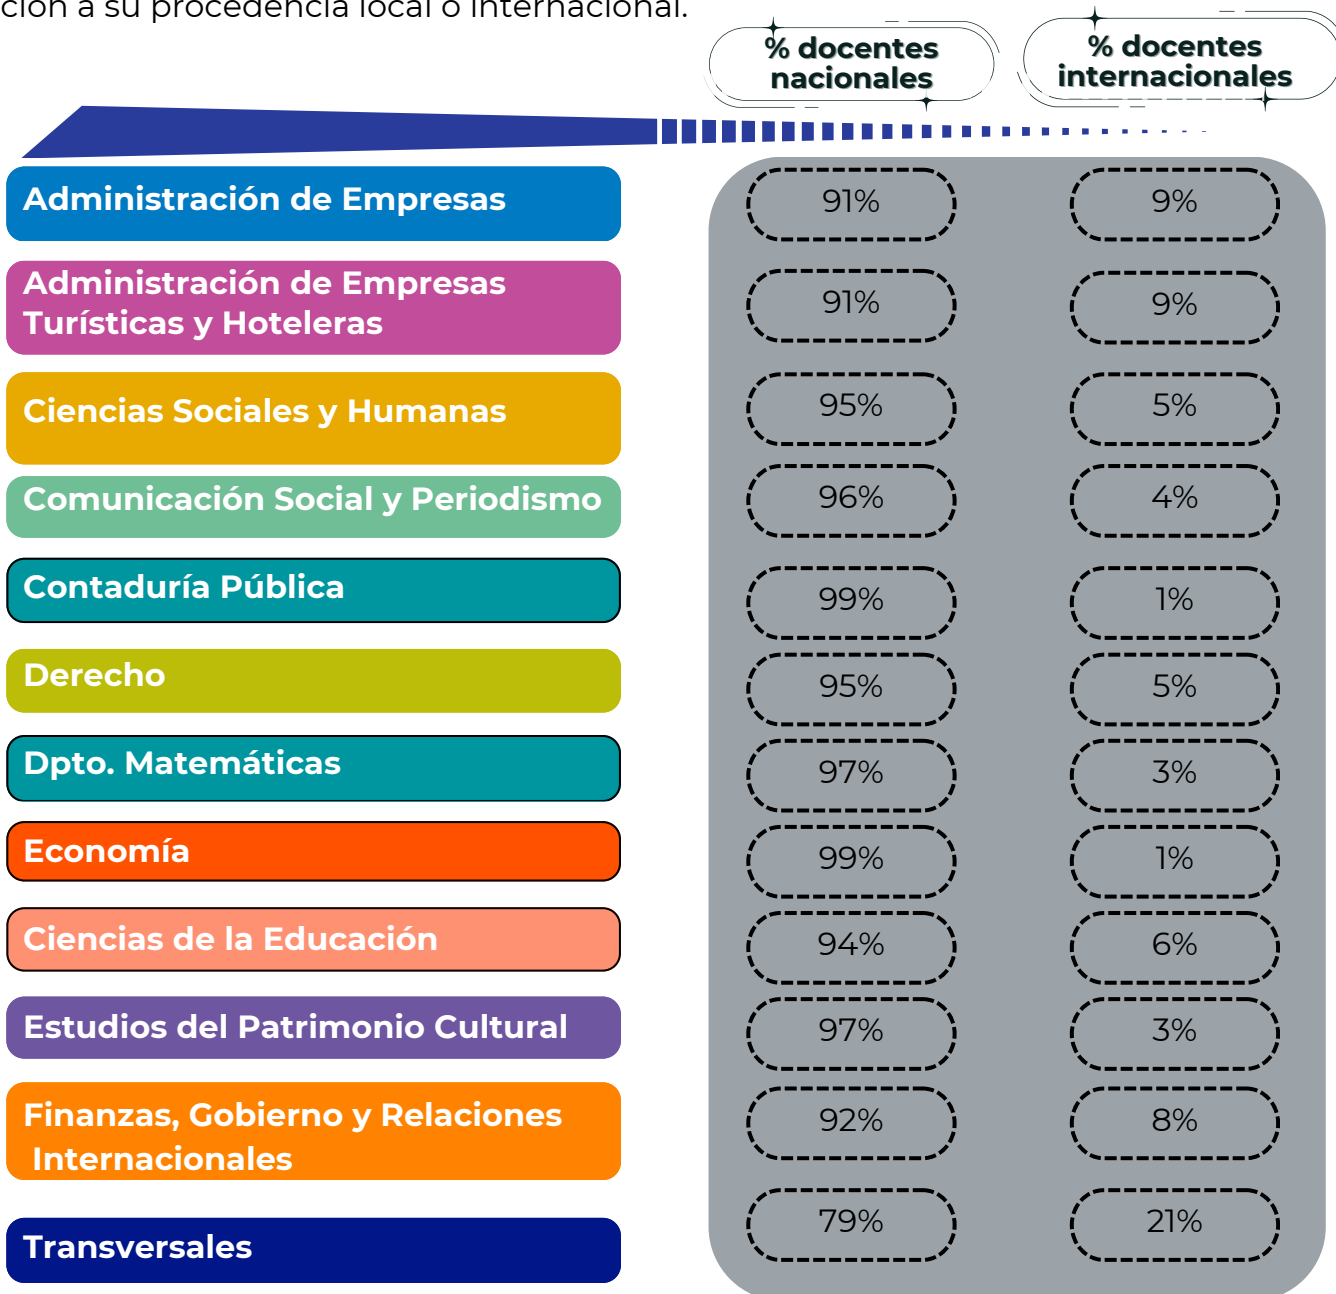 ción a su procedencia local o internacional.
% docentes
nacionales
% docentes
internacionales
Administración de Empresas
91%
9%
Administración de Empresas
Turísticas y Hoteleras
91%
9%
Ciencias Sociales y Humanas
95%
5%
Comunicación Social y Periodismo
96%
4%
Contaduría Pública
99%
1%
Derecho
95%
5%
Dpto. Matemáticas
97%
3%
Economía
99%
1%
Ciencias de la Educación
94%
6%
Estudios del Patrimonio Cultural
97%
3%
Finanzas, Gobierno y Relaciones
Internacionales
92%
8%
Transversales
79%
21%